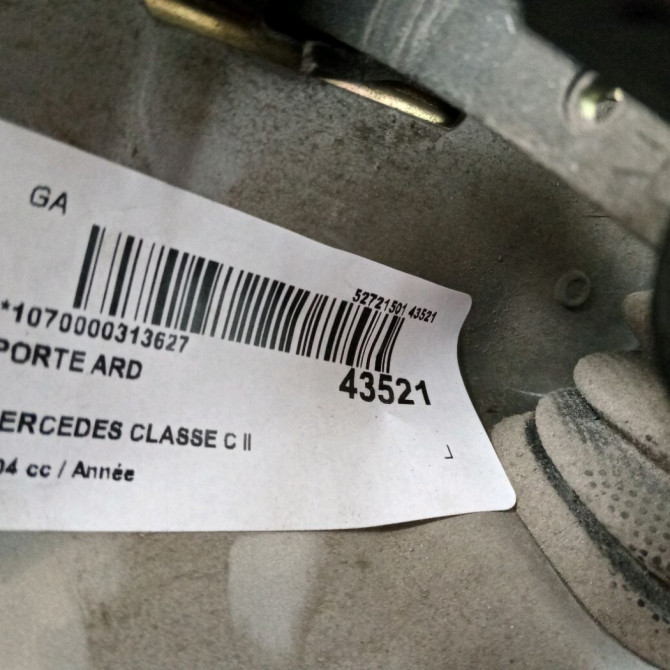 GA
52721501 43521
*1070000313627
PORTE ARD
43521
ERCEDES CLASSE C II
04 cc / Année